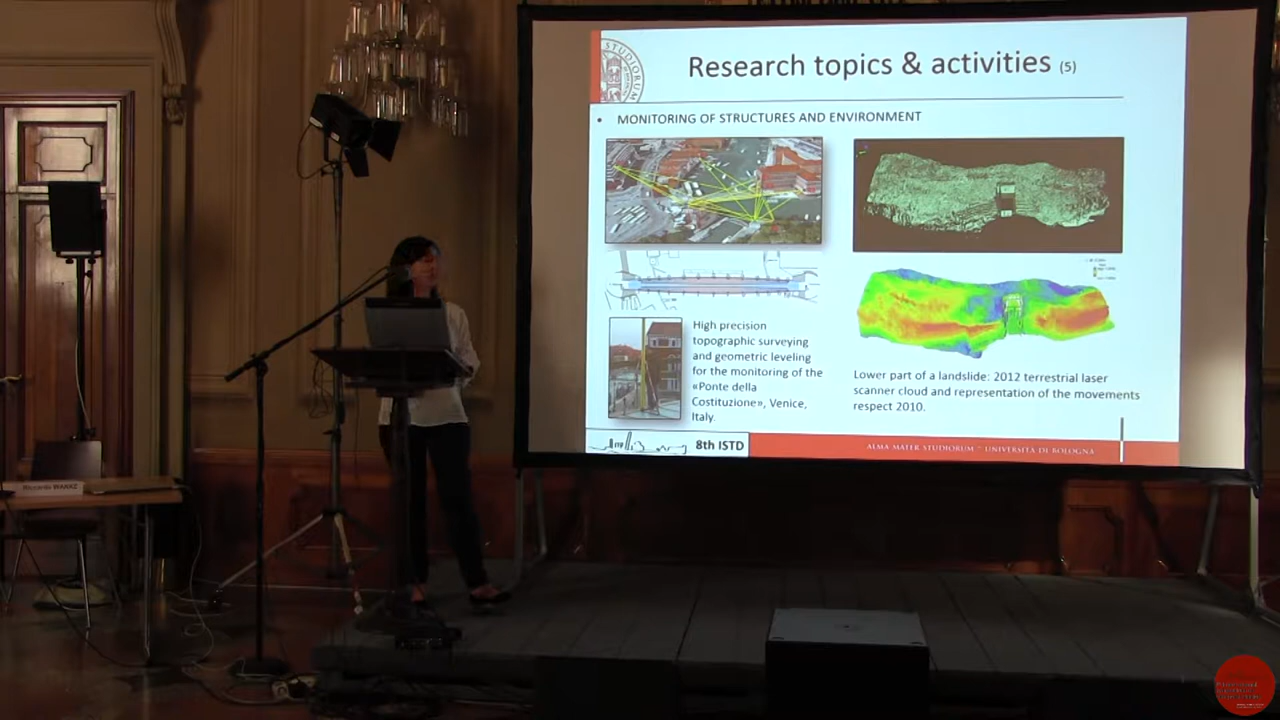 Research topics & activities (5)
• MONITORING OF STRUCTURES AND ENVIRONMENT
High precision
topographic surveying
and geometric leveling
for the monitoring of the
«Ponte della
Costituzione», Venice,
Italy.
Lower part of a landslide: 2012 terrestrial laser
scanner cloud and representation of the movements
respect 2010.
8th ISTD
ALMA MATER STUDIORUM ~ UNIVERSITÀ DI BOLOGNA